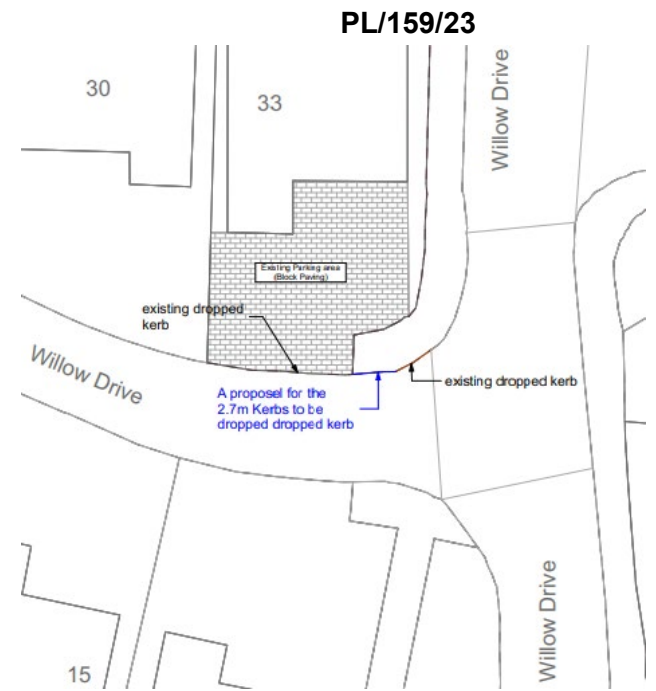 PL/159/23
30
33
Willow Drive
Existing Parking area
(Block Paving)
existing dropped
kerb
Willow Drive
A proposal for the
2.7m Kerbs to be
dropped dropped kerb
existing dropped kerb
Willow Drive
15